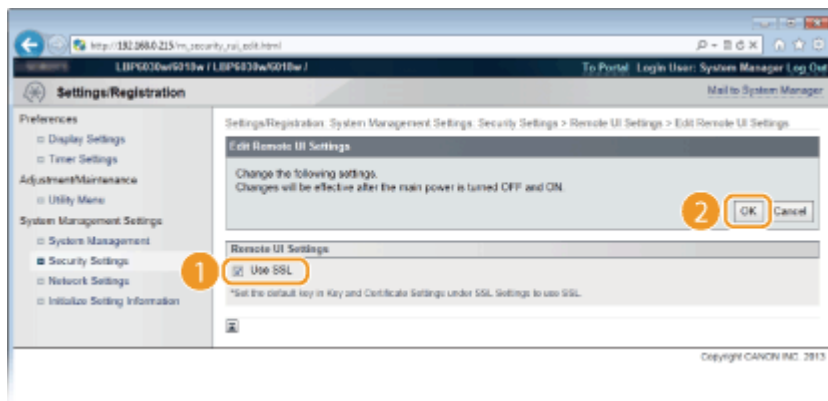 http://192.168.0.215/m_security_rui_edit.html
LBP6030w/6018w / LBP6030w/6018w /
To Portal Login User: System Manager Log Out
Settings/Registration
Mail to System Manager
Preferences
Display Settings
Timer Settings
Adjustment/Maintenance
Utility Menu
System Management Settings
System Management
Security Settings
Network Settings
Initialize Setting Information
Settings/Registration: System Management Settings: Security Settings > Remote UI Settings > Edit Remote UI Settings
Edit Remote UI Settings
Change the following settings.
Changes will be effective after the main power is turned OFF and ON.
2
OK Cancel
Remote UI Settings
1
Use SSL
*Set the default key in Key and Certificate Settings under SSL Settings to use SSL.
Copyright CANON INC. 2013